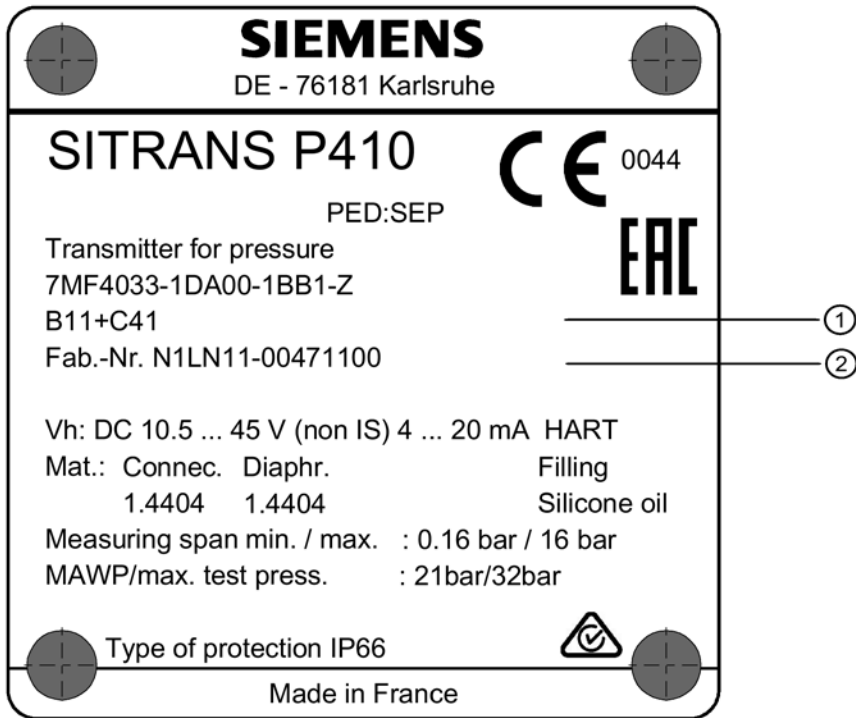 SIEMENS
DE - 76181 Karlsruhe
SITRANS P410
CE 0044
PED:SEP
EAC
Transmitter for pressure
7MF4033-1DA00-1BB1-Z
B11+C41
1
Fab.-Nr. N1LN11-00471100
2
Vh: DC 10.5 ... 45 V (non IS) 4 ... 20 mA HART
Mat.: Connec. Diaphr. Filling
1.4404 1.4404 Silicone oil
Measuring span min. / max. : 0.16 bar / 16 bar
MAWP/max. test press. : 21bar/32bar
Type of protection IP66
Made in France